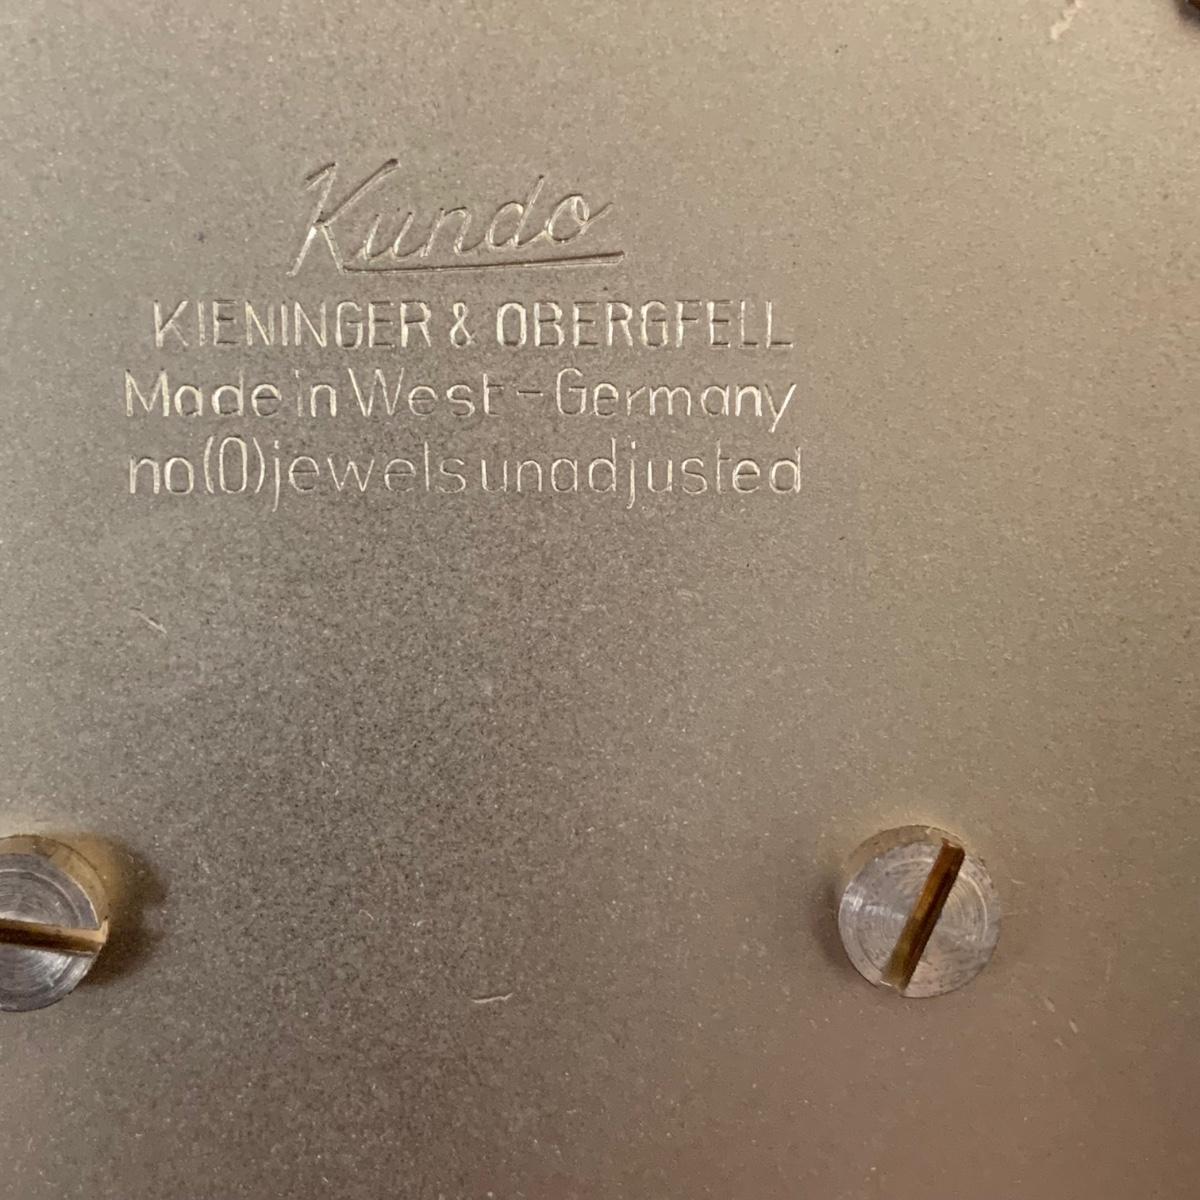 Kundo
KIENINGER & OBERGFELL
Made in West-Germany
no(0)jewels unadjusted